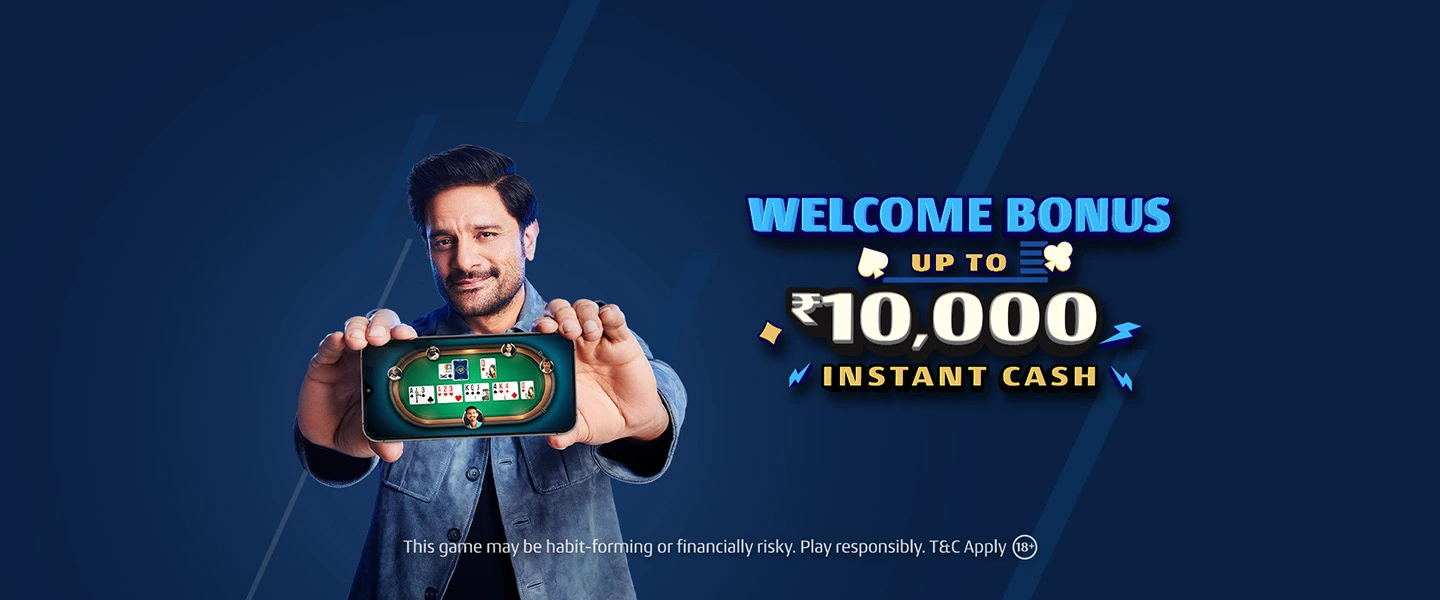 WELCOME BONUS
UP TO
₹10,000
INSTANT CASH
This game may be habit-forming or financially risky. Play responsibly. T&C Apply 18+